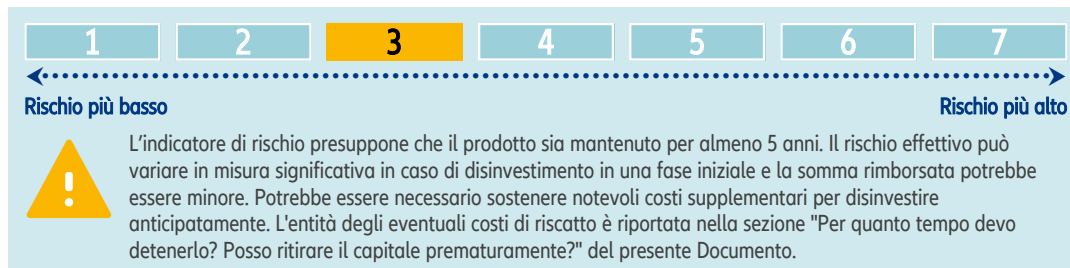 1 2 3 4 5 6 7
Rischio più basso Rischio più alto
L'indicatore di rischio presuppone che il prodotto sia mantenuto per almeno 5 anni. Il rischio effettivo può
variare in misura significativa in caso di disinvestimento in una fase iniziale e la somma rimborsata potrebbe
essere minore. Potrebbe essere necessario sostenere notevoli costi supplementari per disinvestire
anticipatamente. L'entità degli eventuali costi di riscatto è riportata nella sezione "Per quanto tempo devo
detenerlo? Posso ritirare il capitale prematuramente?" del presente Documento.